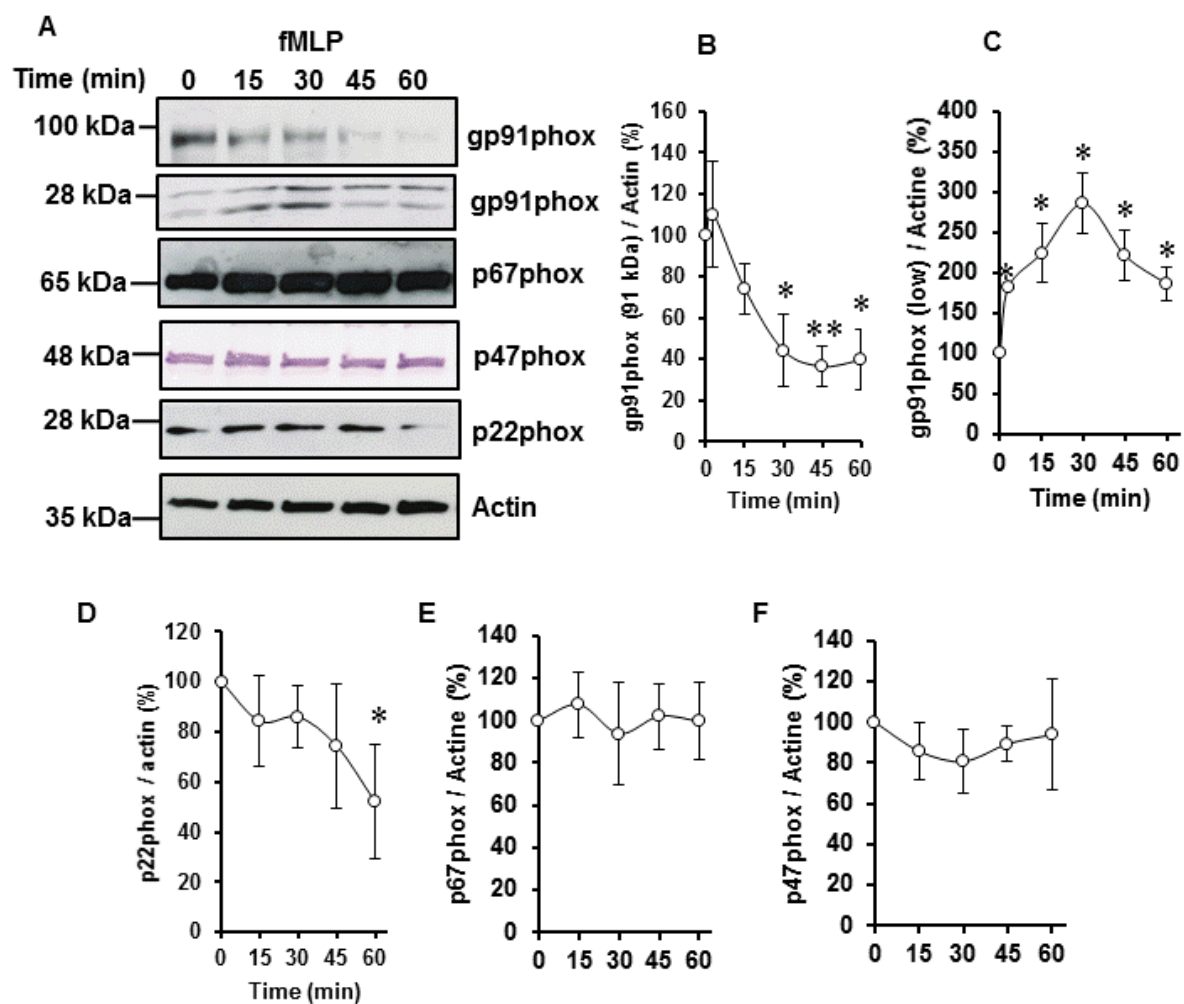 A
fMLP
Time (min) 0 15 30 45 60
100 kDa
gp91phox
28 kDa
gp91phox
p67phox
65 kDa
48 kDa
p47phox
28 kDa
p22phox
35 kDa
Actin
B
gp91phox (91 kDa) / Actin (%)
160
140
120
100
80
60
40
20
0
*
**
*
0 15 30 45 60
Time (min)
C
gp91phox (low) / Actine (%)
400
350
300
250
200
150
100
50
0
*
*
*
*
*
0 15 30 45 60
Time (min)
D
p22phox / actin (%)
120
100
80
60
40
20
0
*
0 15 30 45 60
Time (min)
E
p67phox / Actine (%)
140
120
100
80
60
40
20
0
0 15 30 45 60
F
p47phox / Actine (%)
140
120
100
80
60
40
20
0
0 15 30 45 60